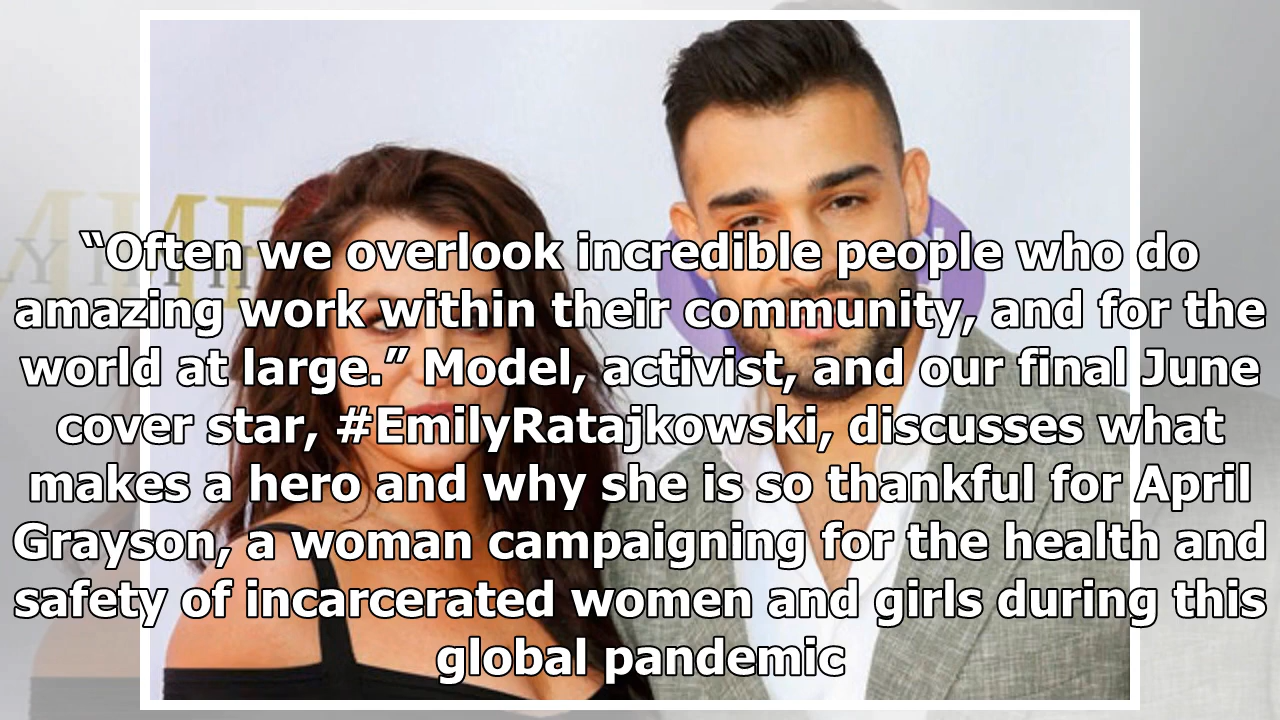 “Often we overlook incredible people who do
amazing work within their community, and for the
world at large.” Model, activist, and our final June
cover star, #EmilyRatajkowski, discusses what
makes a hero and why she is so thankful for April
Grayson, a woman campaigning for the health and
safety of incarcerated women and girls during this
global pandemic